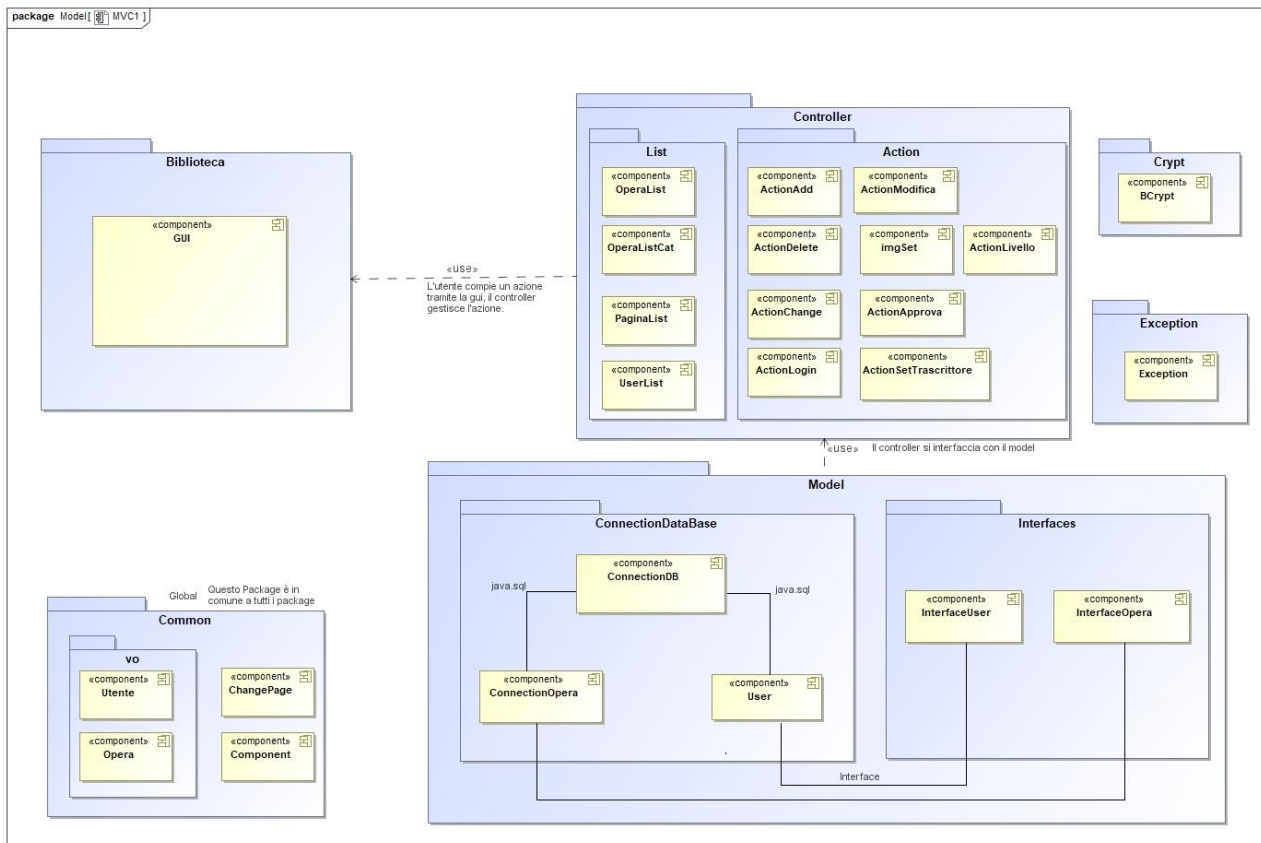 package Model[ MVC1 ]
Biblioteca
«component»
GUI
«use»
L'utente compie un azione
tramite la gui, il controller
gestisce l'azione.
Controller
List
«component»
OperaList
«component»
OperaListCat
«component»
PaginaList
«component»
UserList
Action
«component»
ActionAdd
«component»
ActionModifica
«component»
ActionDelete
«component»
imgSet
«component»
ActionLivello
«component»
ActionChange
«component»
ActionApprova
«component»
ActionLogin
«component»
ActionSetTrascrittore
Crypt
«component»
BCrypt
Exception
«component»
Exception
«use»
Il controller si interfaccia con il model
Model
ConnectionDataBase
«component»
ConnectionDB
java.sql
java.sql
«component»
ConnectionOpera
«component»
User
Interfaces
«component»
InterfaceUser
«component»
InterfaceOpera
Interface
Global
Questo Package è in
comune a tutti i package
Common
vo
«component»
Utente
«component»
Opera
«component»
ChangePage
«component»
Component